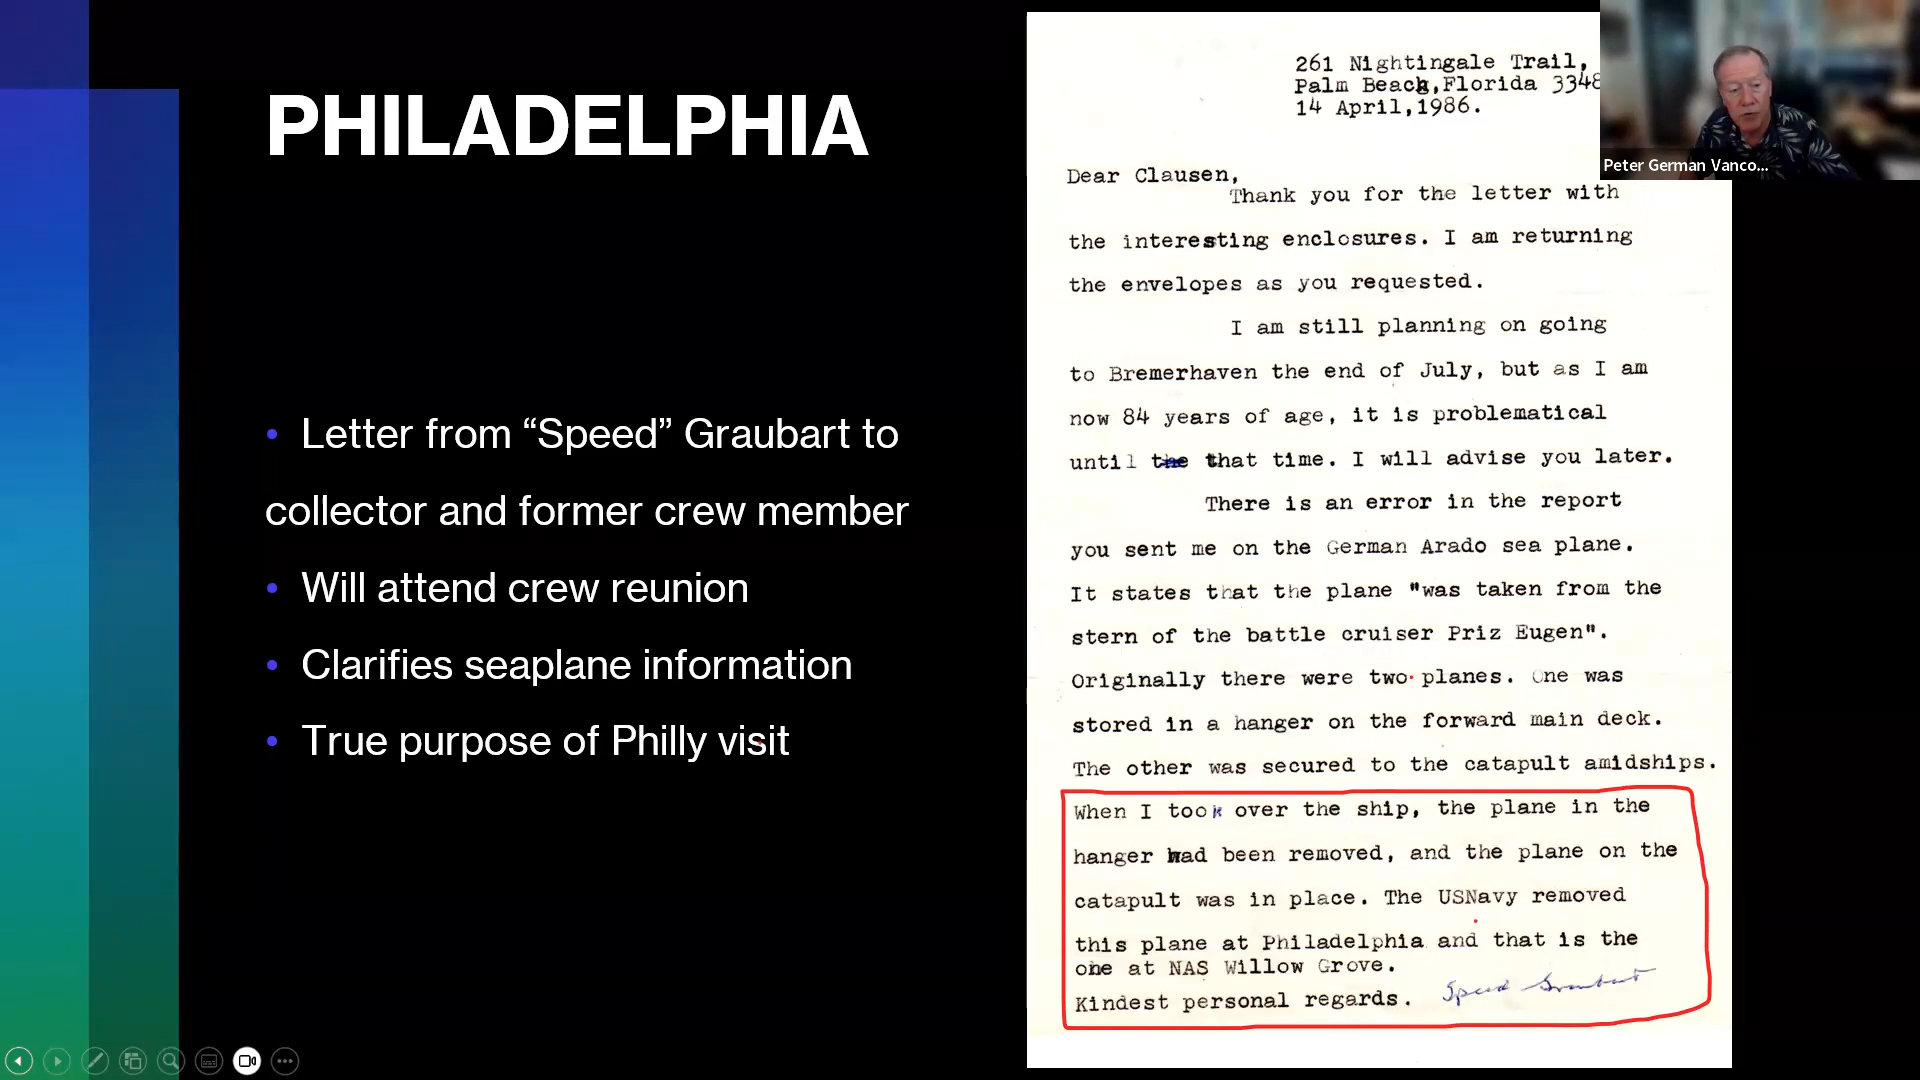 PHILADELPHIA
• Letter from “Speed” Graubart to
collector and former crew member
• Will attend crew reunion
• Clarifies seaplane information
• True purpose of Philly visit
261 Nightingale Trail,
Palm Beach,Florida 3348
14 April,1986.
Dear Clausen,
Thank you for the letter with
the interesting enclosures. I am returning
the envelopes as you requested.
I am still planning on going
to Bremerhaven the end of July, but as I am
now 84 years of age, it is problematical
until the that time. I will advise you later.
There is an error in the report
you sent me on the German Arado sea plane.
It states that the plane "was taken from the
stern of the battle cruiser Priz Eugen".
Originally there were two planes. One was
stored in a hanger on the forward main deck.
The other was secured to the catapult amidships.
When I took over the ship, the plane in the
hanger had been removed, and the plane on the
catapult was in place. The USNavy removed
this plane at Philadelphia and that is the
one at NAS Willow Grove.
Kindest personal regards. Speed Graubart
Peter German Vanco...